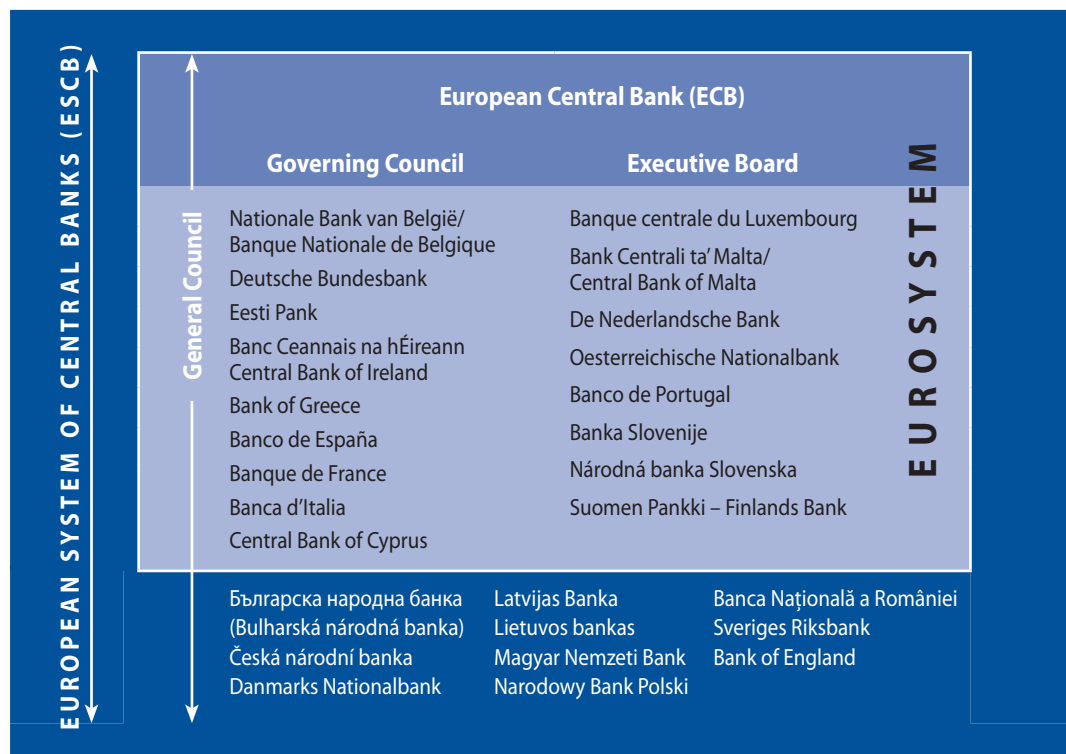 EUROPEAN SYSTEM OF CENTRAL BANKS (ESCB)
General Council
European Central Bank (ECB)
Governing Council
Executive Board
Nationale Bank van België/
Banque Nationale de Belgique
Deutsche Bundesbank
Eesti Pank
Banc Ceannais na hÉireann
Central Bank of Ireland
Bank of Greece
Banco de España
Banque de France
Banca d’Italia
Central Bank of Cyprus
Banque centrale du Luxembourg
Bank Ċentrali ta’ Malta/
Central Bank of Malta
De Nederlandsche Bank
Oesterreichische Nationalbank
Banco de Portugal
Banka Slovenije
Národná banka Slovenska
Suomen Pankki – Finlands Bank
EUROSYSTEM
Българска народна банка
(Bulharská národná banka)
Česká národní banka
Danmarks Nationalbank
Latvijas Banka
Lietuvos bankas
Magyar Nemzeti Bank
Narodowy Bank Polski
Banca Națională a României
Sveriges Riksbank
Bank of England